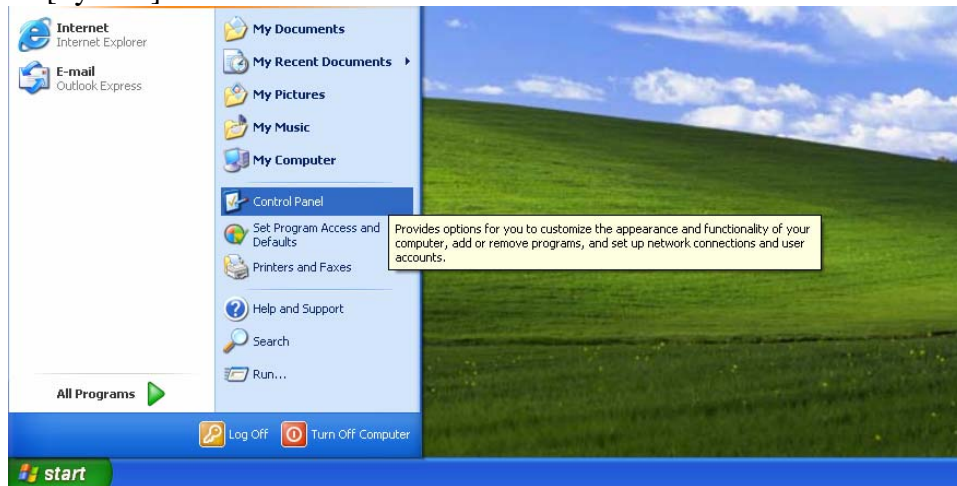 Internet
Internet Explorer
E-mail
Outlook Express
All Programs
My Documents
My Recent Documents
My Pictures
My Music
My Computer
Control Panel
Set Program Access and
Defaults
Printers and Faxes
Help and Support
Search
Run...
Provides options for you to customize the appearance and functionality of your
computer, add or remove programs, and set up network connections and user
accounts.
Log Off
Turn Off Computer
start